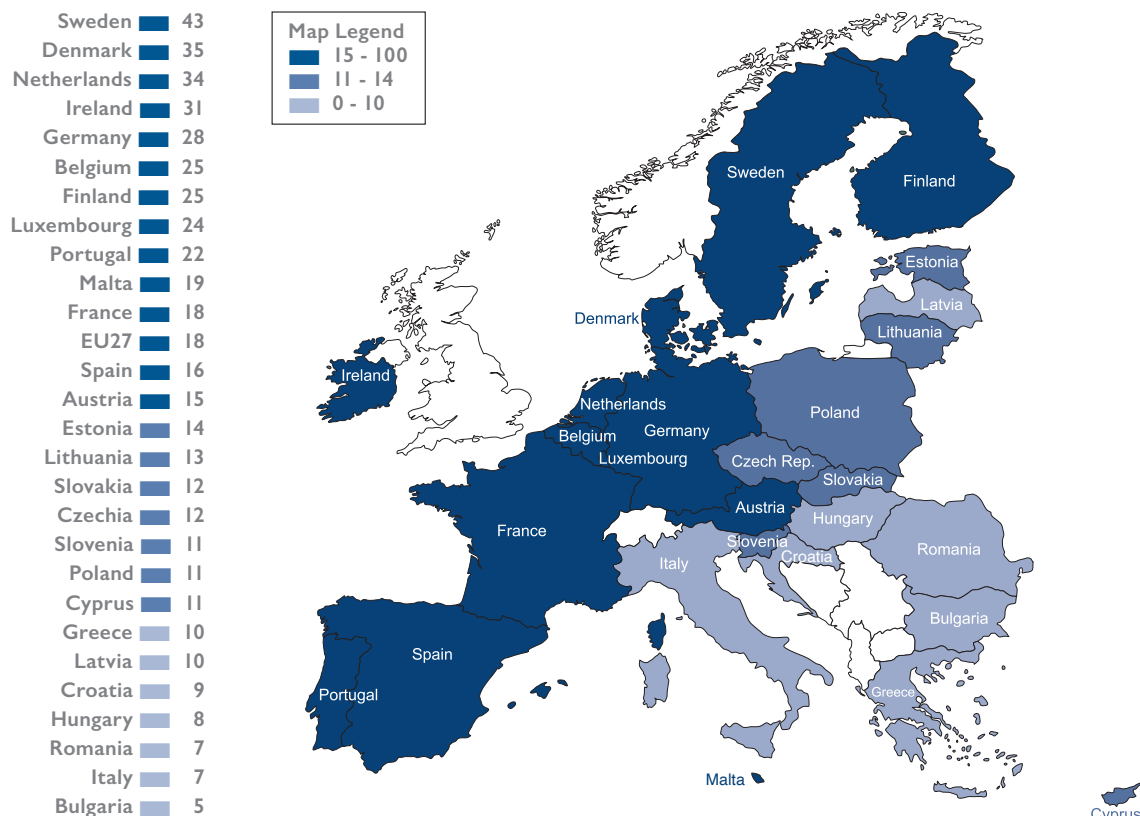 Sweden 43
Denmark 35
Netherlands 34
Ireland 31
Germany 28
Belgium 25
Finland 25
Luxembourg 24
Portugal 22
Malta 19
France 18
EU27 18
Spain 16
Austria 15
Estonia 14
Lithuania 13
Slovakia 12
Czechia 12
Slovenia 11
Poland 11
Cyprus 11
Greece 10
Latvia 10
Croatia 9
Hungary 8
Romania 7
Italy 7
Bulgaria 5
Map Legend
15 - 100
11 - 14
0 - 10
Sweden
Finland
Estonia
Latvia
Lithuania
Denmark
Ireland
Netherlands
Poland
Belgium
Germany
Luxembourg
Czech Rep.
Slovakia
Austria
Hungary
France
Slovenia
Croatia
Romania
Italy
Bulgaria
Spain
Portugal
Greece
Malta
Cyprus